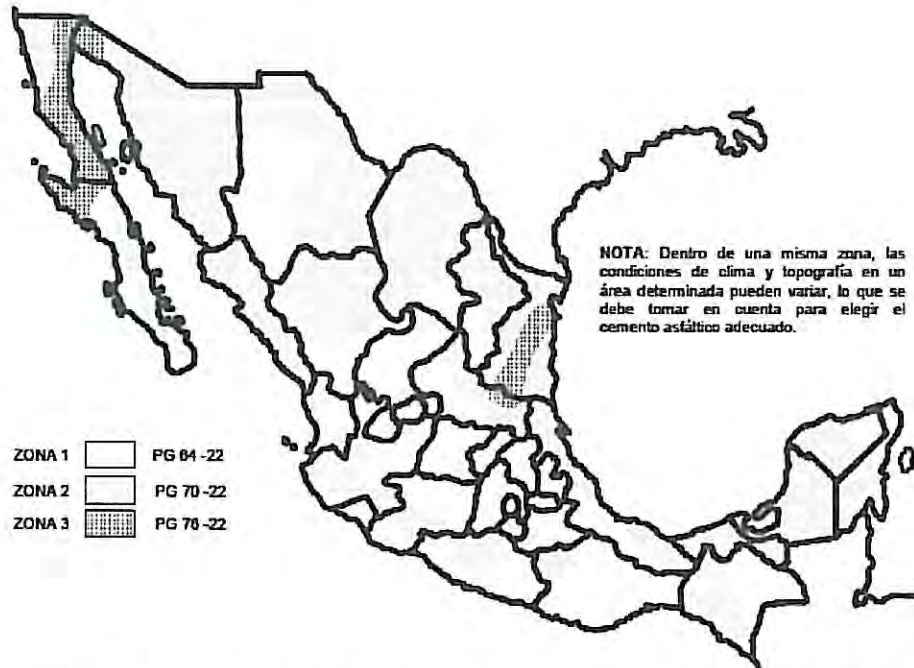 NOTA: Dentro de una misma zona, las
condiciones de clima y topografía en un
área determinada pueden variar, lo que se
debe tomar en cuenta para elegir el
cemento asfáltico adecuado.
ZONA 1 PG 64 -22
ZONA 2 PG 70 -22
ZONA 3 PG 76 -22